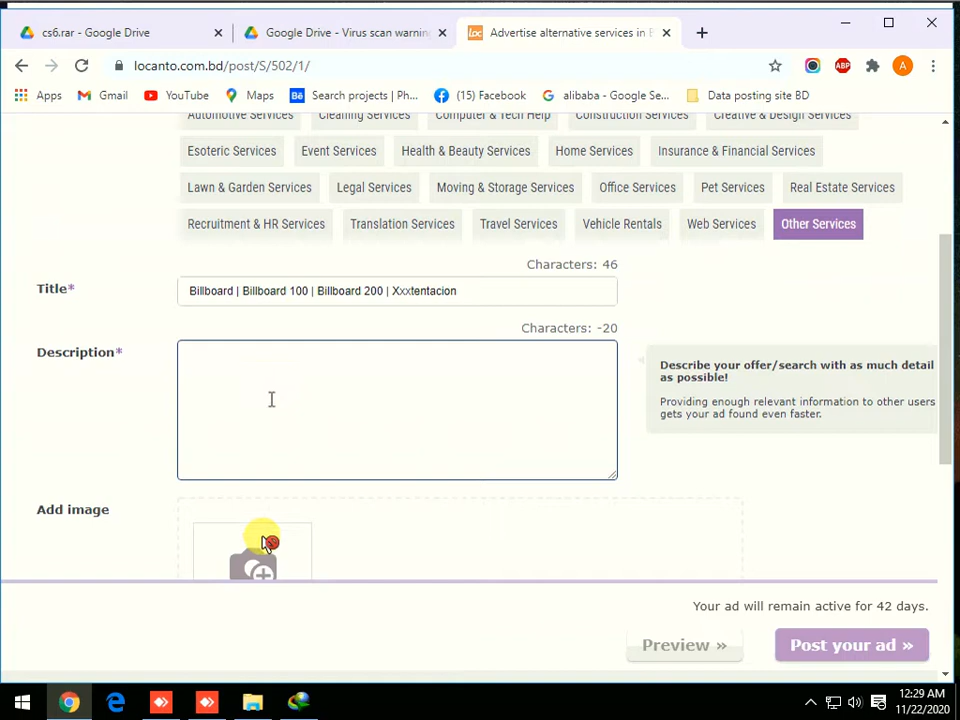 cs6.rar - Google Drive
Google Drive - Virus scan warning
Loc
Advertise alternative services in
locanto.com.bd/post/S/502/1/
ABP
A
Apps
Gmail
YouTube
Maps
Bē
Search projects | Ph...
(15) Facebook
alibaba - Google Se...
Data posting site BD
Automotive Services
Cleaning Services
Computer & Tech Help
Construction Services
Creative & Design Services
Esoteric Services
Event Services
Health & Beauty Services
Home Services
Insurance & Financial Services
Lawn & Garden Services
Legal Services
Moving & Storage Services
Office Services
Pet Services
Real Estate Services
Recruitment & HR Services
Translation Services
Travel Services
Vehicle Rentals
Web Services
Other Services
Characters: 46
Title*
Billboard | Billboard 100 | Billboard 200 | Xxxtentacion
Characters: -20
Description*
Describe your offer/search with as much detail
as possible!
Providing enough relevant information to other users
gets your ad found even faster.
Add image
Your ad will remain active for 42 days.
Preview »
Post your ad »
12:29 AM
11/22/2020